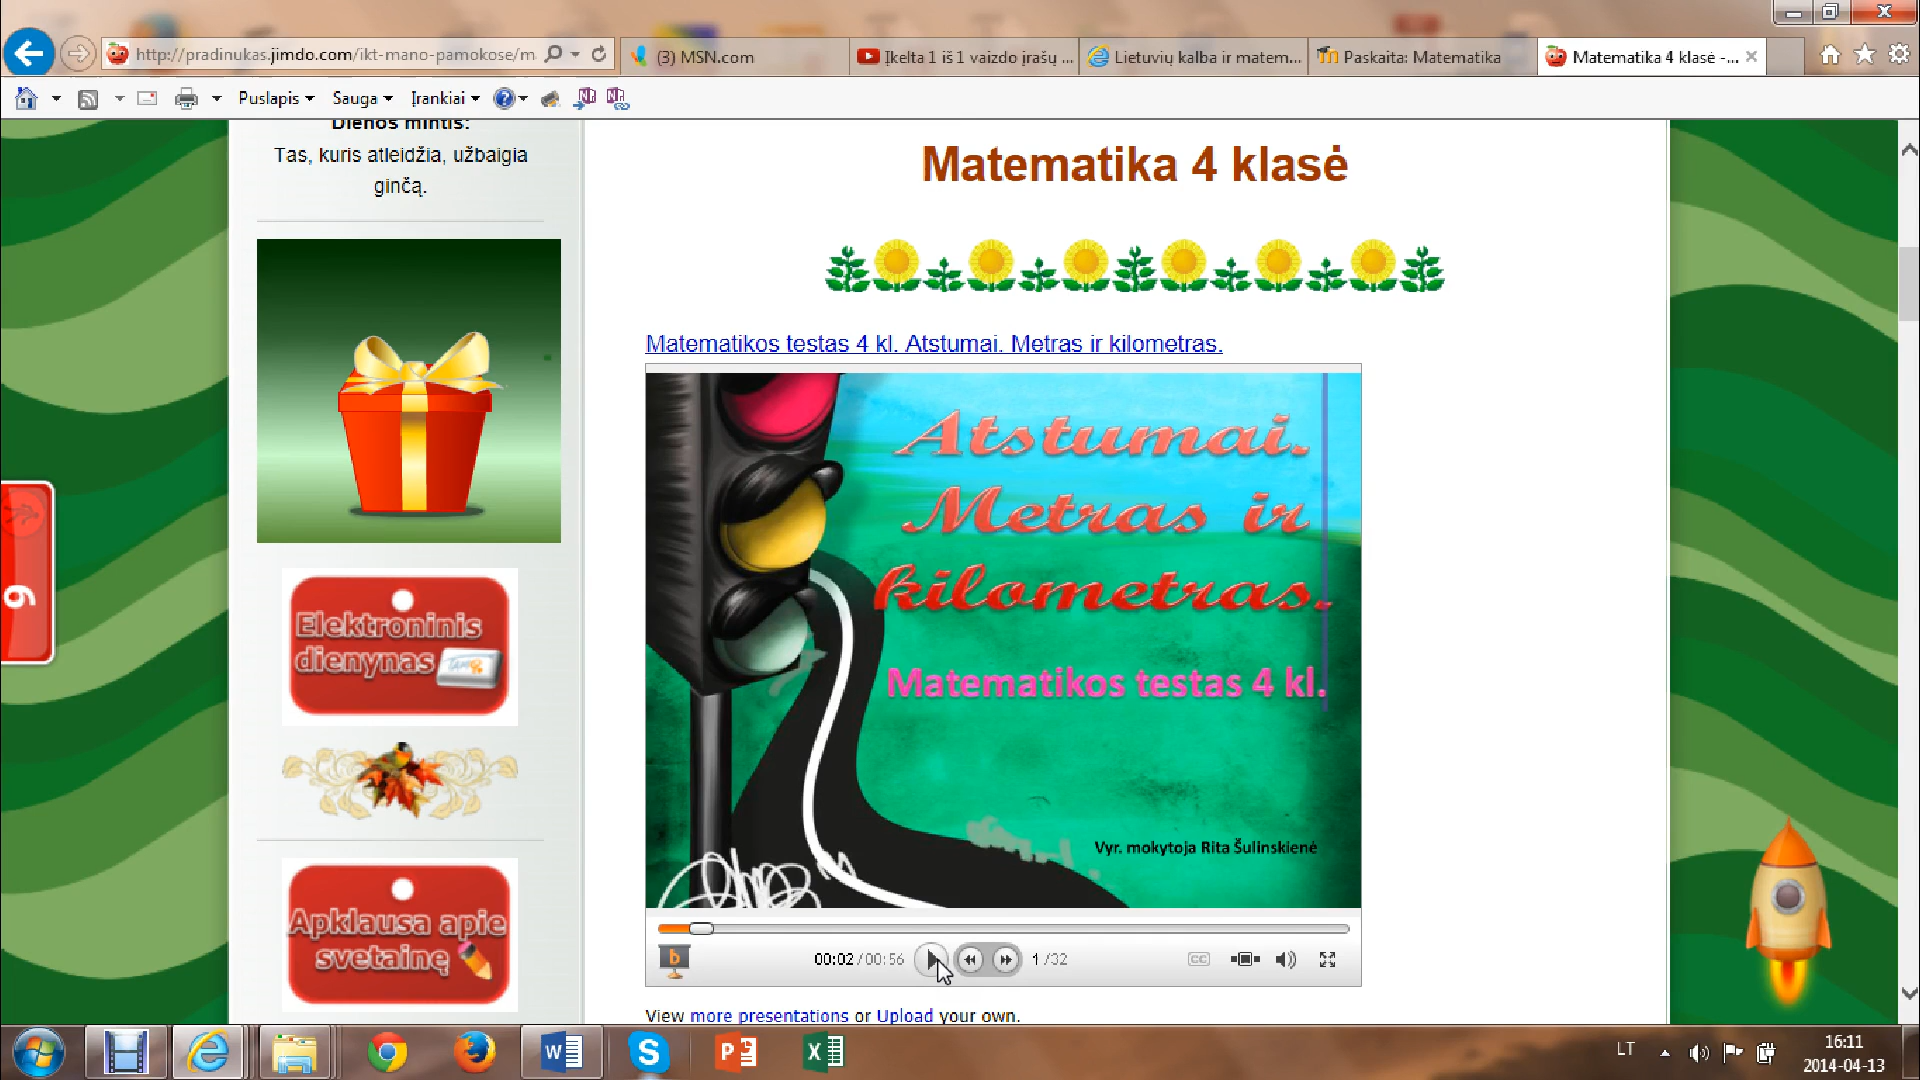 http://pradinukas.jimdo.com/ikt-mano-pamokose/m
(3) MSN.com
Įkelta 1 iš 1 vaizdo įrašų ...
Lietuvių kalba ir matem...
Paskaita: Matematika
Matematika 4 klasė -...
Puslapis
Sauga
Įrankiai
Dienos mintis:
Tas, kuris atleidžia, užbaigia
ginčą.
Elektroninis
dienynas
Apklausa apie
svetainę
9
Matematika 4 klasė
Matematikos testas 4 kl. Atstumai. Metras ir kilometras.
Atstumai.
Metras ir
kilometras.
Matematikos testas 4 kl.
Vyr. mokytoja Rita Šulinskienė
b
00:02/00:56
1/32
CC
View more presentations or Upload your own.
LT
16:11
2014-04-13